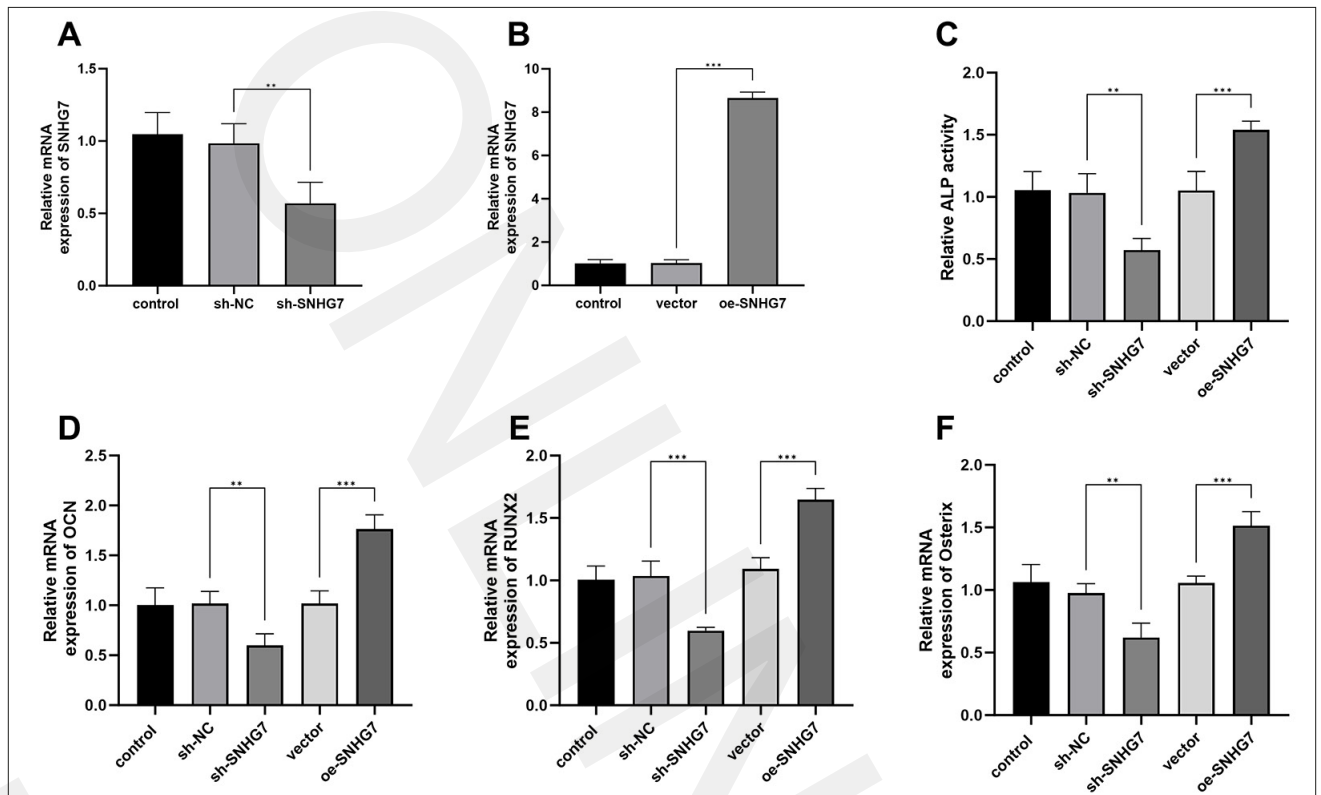 A
Relative mRNA
expression of SNHG7
1.5
1.0
0.5
0.0
**
control
sh-NC
sh-SNHG7
B
Relative mRNA
expression of SNHG7
10
8
6
4
2
0
***
control
vector
oe-SNHG7
C
Relative ALP activity
2.0
1.5
1.0
0.5
0.0
**
***
control
sh-NC
sh-SNHG7
vector
oe-SNHG7
D
Relative mRNA
expression of OCN
2.5
2.0
1.5
1.0
0.5
0.0
**
***
control
sh-NC
sh-SNHG7
vector
oe-SNHG7
E
Relative mRNA
expression of RUNX2
2.0
1.5
1.0
0.5
0.0
***
***
control
sh-NC
sh-SNHG7
vector
oe-SNHG7
F
Relative mRNA
expression of Osterix
2.0
1.5
1.0
0.5
0.0
**
***
control
sh-NC
sh-SNHG7
vector
oe-SNHG7